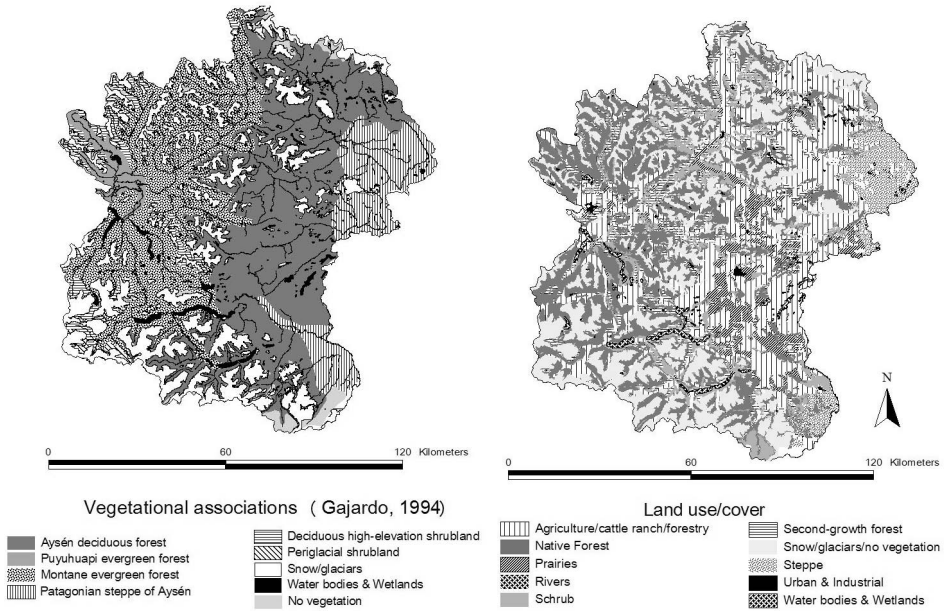 N
0 60 120 Kilometers
0 60 120 Kilometers
Vegetational associations ( Gajardo, 1994)
Aysén deciduous forest
Puyuhuapi evergreen forest
Montane evergreen forest
Patagonian steppe of Aysén
Deciduous high-elevation shrubland
Periglacial shrubland
Snow/glaciers
Water bodies & Wetlands
No vegetation
Land use/cover
Agriculture/cattle ranch/forestry
Native Forest
Prairies
Rivers
Schrub
Second-growth forest
Snow/glaciers/no vegetation
Steppe
Urban & Industrial
Water bodies & Wetlands